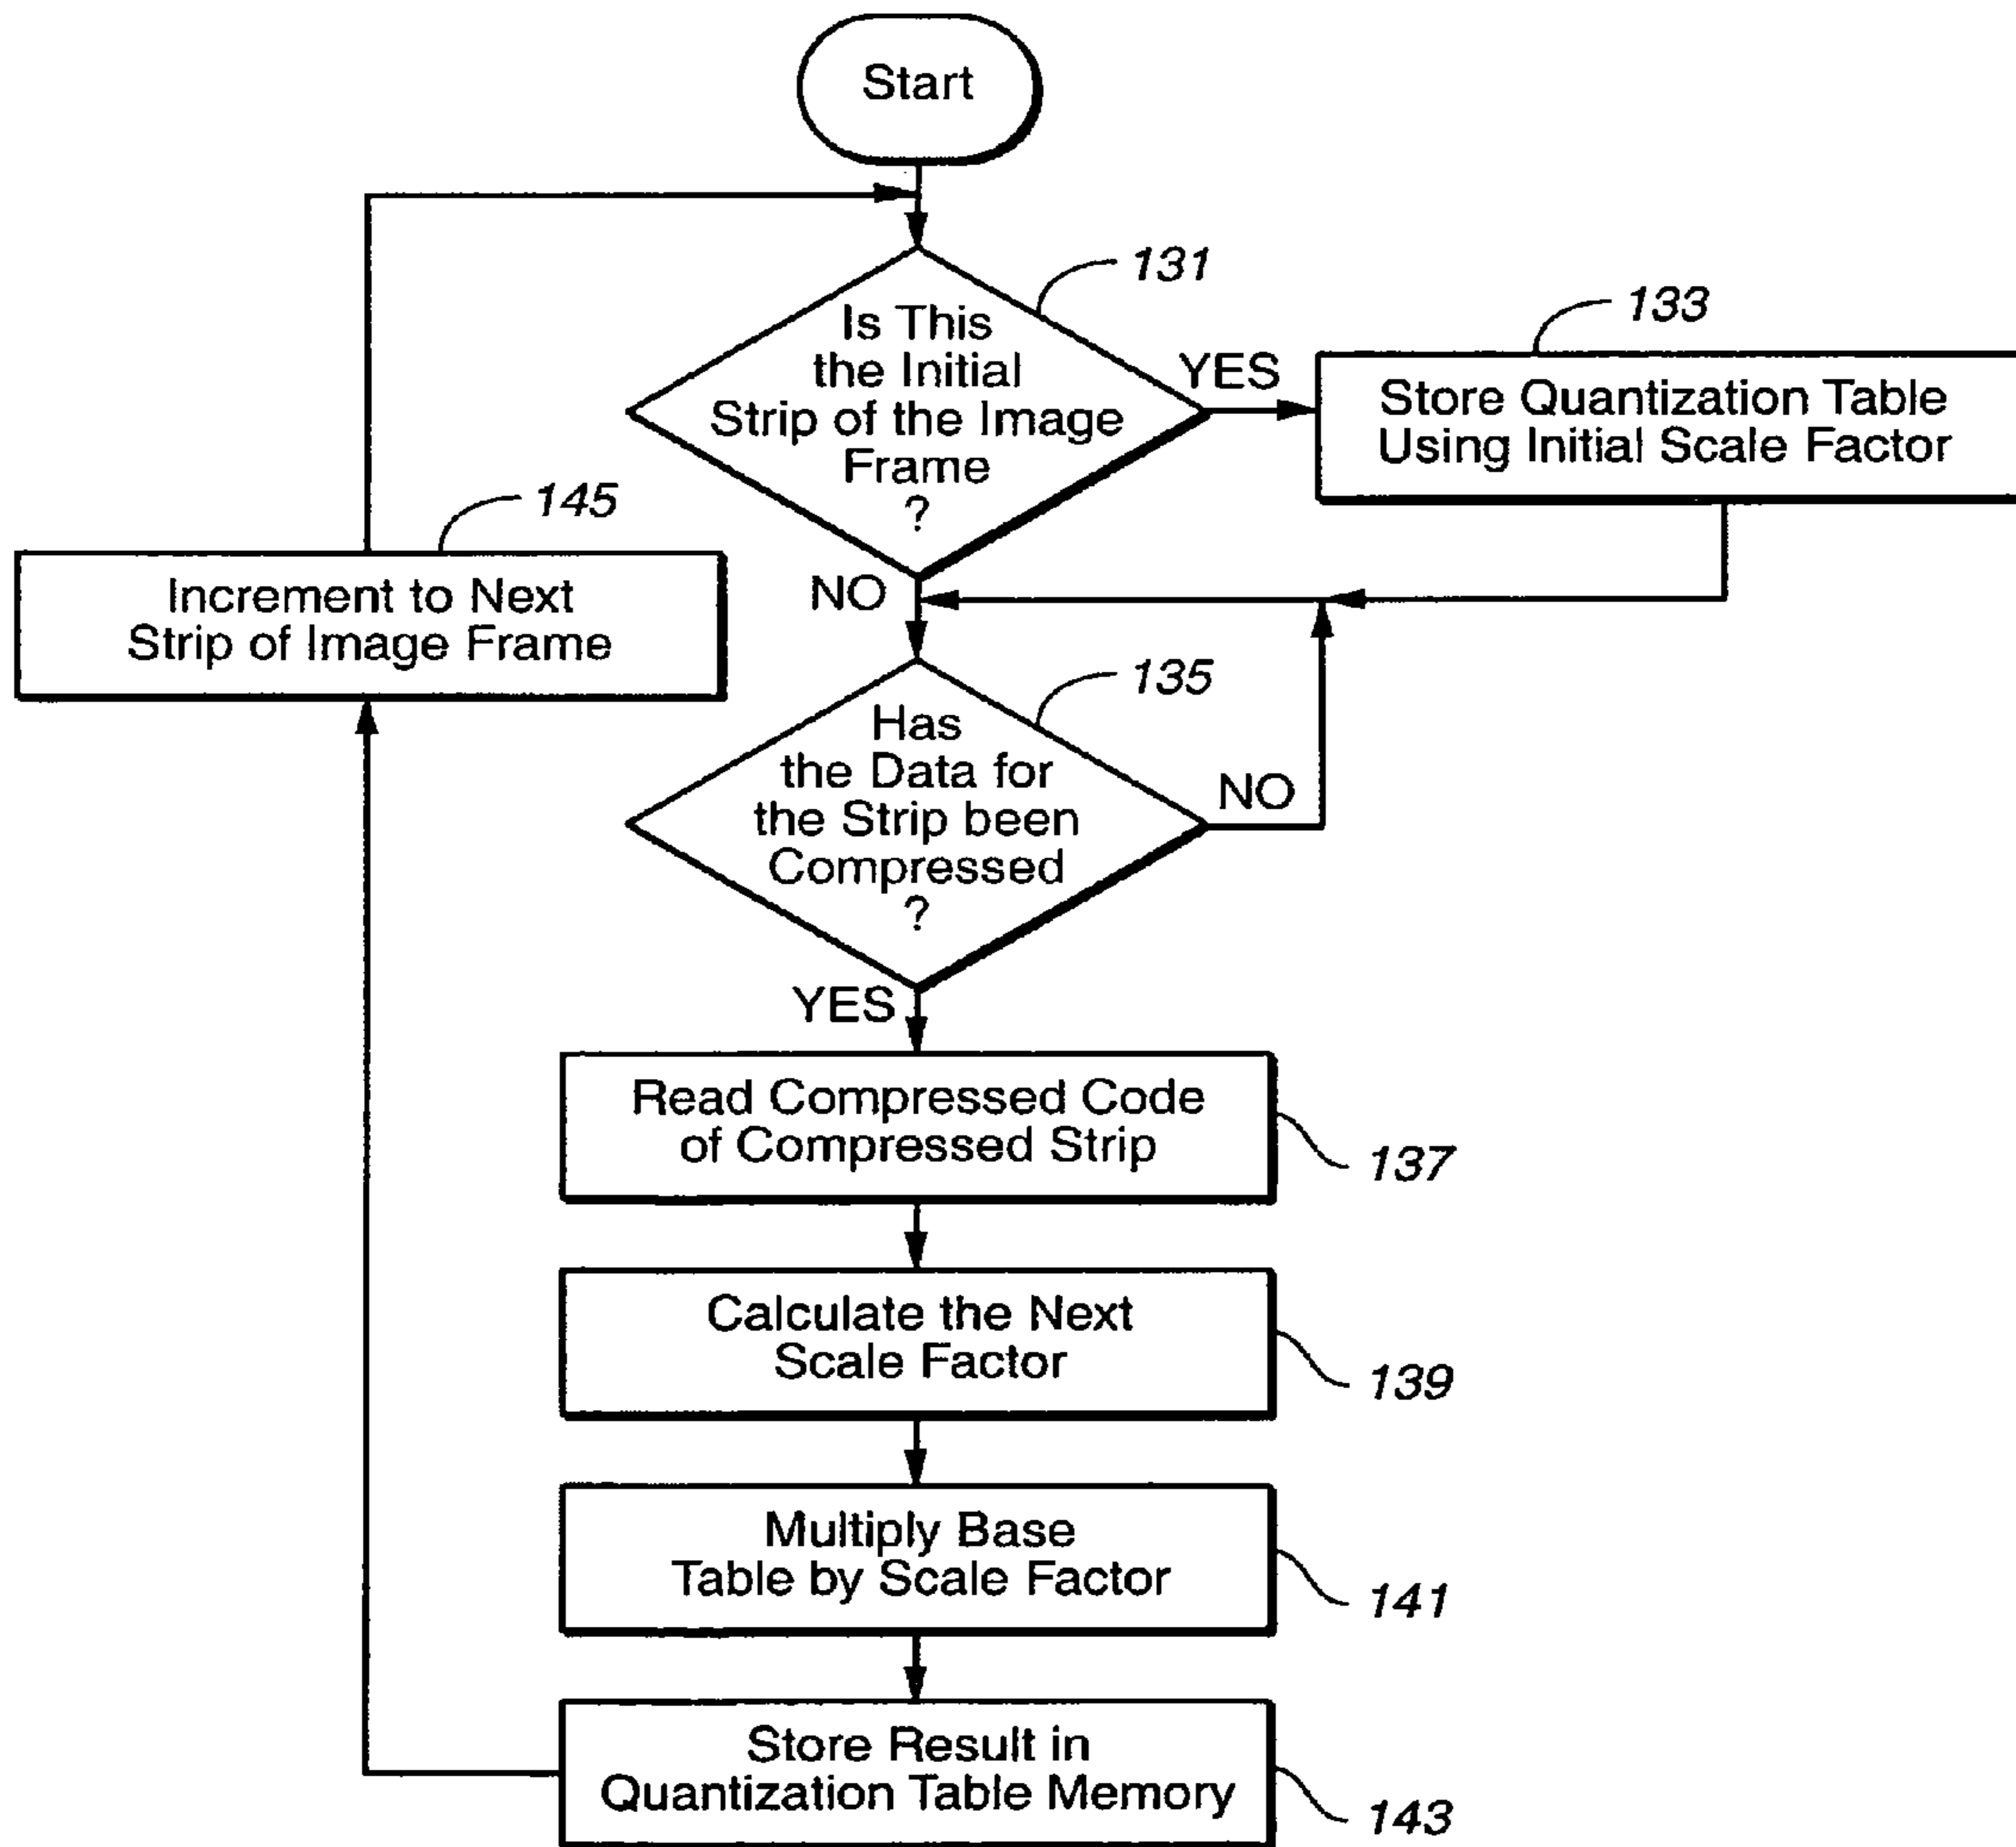 Start
131
Is This
the Initial
Strip of the Image
Frame
?
YES
133
Store Quantization Table
Using Initial Scale Factor
145
Increment to Next
Strip of Image Frame
NO
135
Has
the Data for
the Strip been
Compressed
?
NO
YES
Read Compressed Code
of Compressed Strip
137
Calculate the Next
Scale Factor
139
Multiply Base
Table by Scale Factor
141
Store Result in
Quantization Table Memory
143